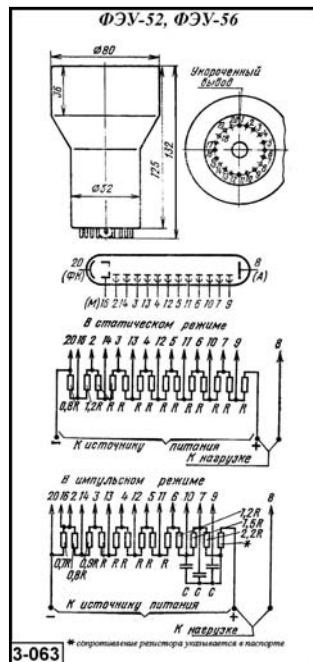 ФЭУ-52, ФЭУ-56
Ø80
Укороченный
вывод
36
125
132
Ø52
20
(ФК)
8
(А)
(М) 16 2 14 3 13 4 12 5 11 6 10 7 9
В статическом режиме
20 16 2 14 3 13 4 12 5 11 6 10 7 9 8
0,8R 1,2R R R R R R R R R R R
К источнику питания
К нагрузке
В импульсном режиме
20 16 2 14 3 13 4 12 5 11 6 10 7 9 8
1,2R
1,5R
2,2R
*
0,7R 0,8R 0,9R R R R R R R
C C C
К источнику питания
К нагрузке
* сопротивление резистора указывается в паспорте
3-063